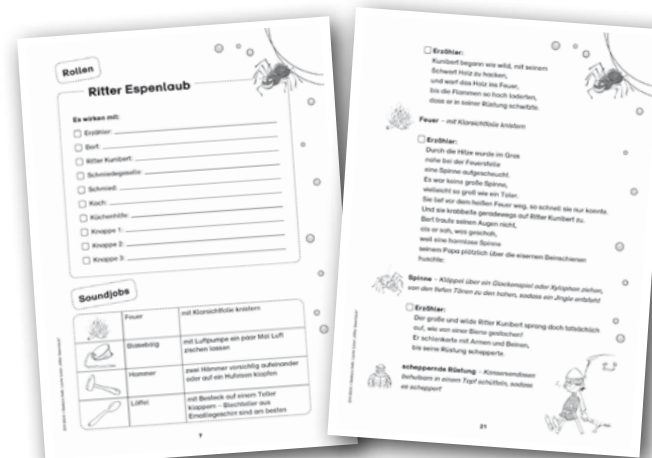 Rollen
Ritter Espenlaub
Es wirken mit:
Erzähler:
Bert:
Ritter Kunibert:
Schmiedegeselle:
Schmied:
Koch:
Küchenhilfe:
Knappe 1:
Knappe 2:
Knappe 3:
Soundjobs
Feuer
mit Klarsichtfolie knistern
Blasebalg
mit Luftpumpe ein paar Mal Luft
zischen lassen
Hammer
zwei Hämmer vorsichtig aufeinander
oder auf ein Hufeisen klopfen
Löffel
mit Besteck auf einem Teller
klappern – Blechteller aus
Emaillegeschirr sind am besten
7
Erzähler:
Kunibert begann wie wild, mit seinem
Schwert Holz zu hacken,
und warf das Holz ins Feuer,
bis die Flammen so hoch loderten,
dass er in seiner Rüstung schwitzte.
Feuer – mit Klarsichtfolie knistern
Erzähler:
Durch die Hitze wurde im Gras
nahe bei der Feuerstelle
eine Spinne aufgescheucht.
Es war keine große Spinne,
vielleicht so groß wie ein Taler.
Sie lief vor dem heißen Feuer weg, so schnell sie nur konnte.
Und sie krabbelte geradewegs auf Ritter Kunibert zu.
Bert traute seinen Augen nicht,
als er sah, was geschah,
weil eine harmlose Spinne
seinem Papa plötzlich über die eisernen Beinschienen
huschte:
Spinne – Klöppel über ein Glockenspiel oder Xylophon ziehen,
von den tiefen Tönen zu den hohen, sodass ein Jingle entsteht
Erzähler:
Der große und wilde Ritter Kunibert sprang doch tatsächlich
auf, wie von einer Biene gestochen!
Er schlenkerte mit Armen und Beinen,
bis seine Rüstung schepperte.
scheppernde Rüstung – Konservendosen
behutsam in einem Topf schütteln, sodass
es scheppert
21